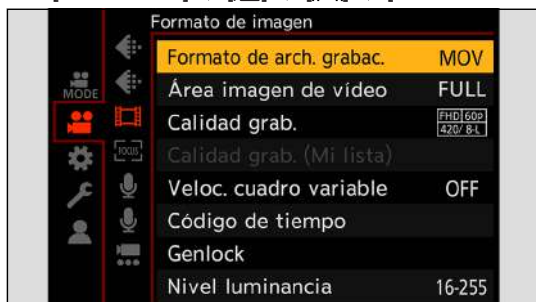 Formato de imagen
Formato de arch. grabac. MOV
MODE
Área imagen de vídeo FULL
Calidad grab. FHD 60p 420/ 8-L
FOCUS
Calidad grab. (Mi lista)
Veloc. cuadro variable OFF
Código de tiempo
Genlock
Nivel luminancia 16-255